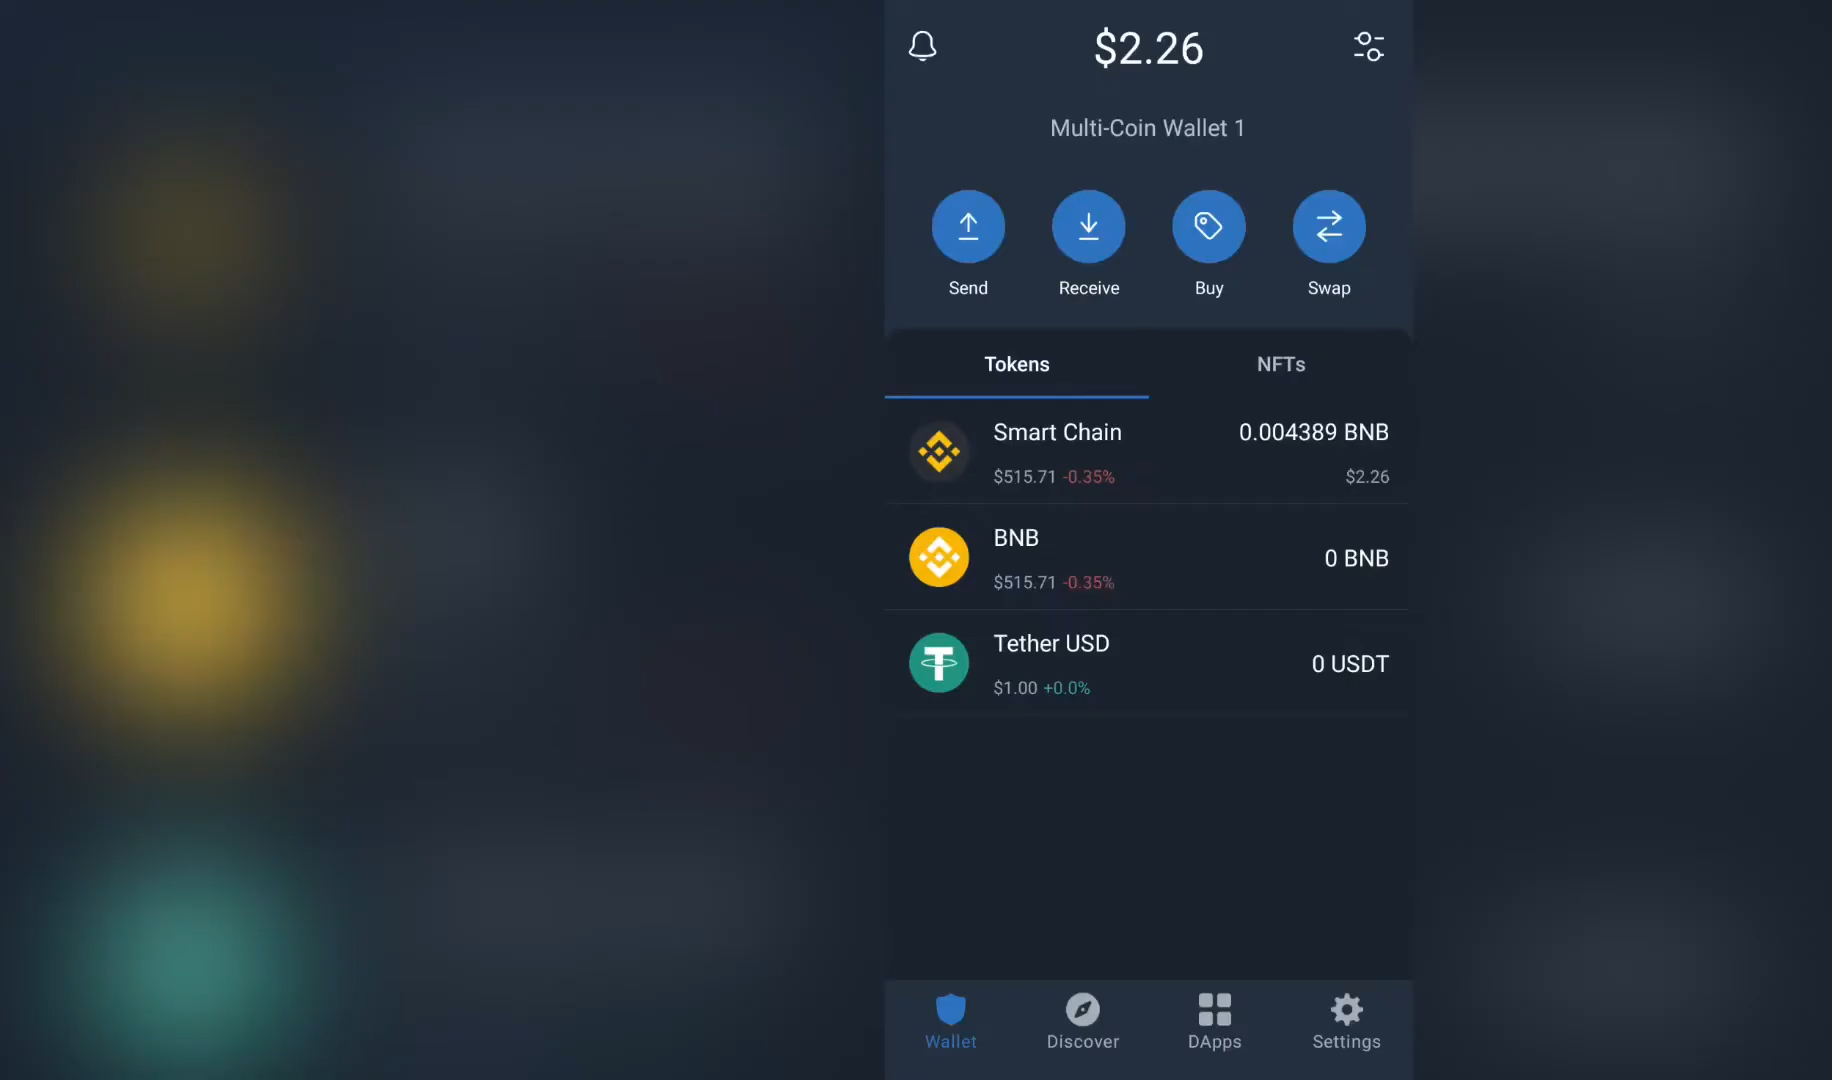 $2.26
Multi-Coin Wallet 1
Send Receive Buy Swap
Tokens NFTs
Smart Chain 0.004389 BNB
$515.71 -0.35% $2.26
BNB
0 BNB
$515.71 -0.35%
Tether USD
0 USDT
$1.00 +0.0%
Wallet Discover DApps Settings